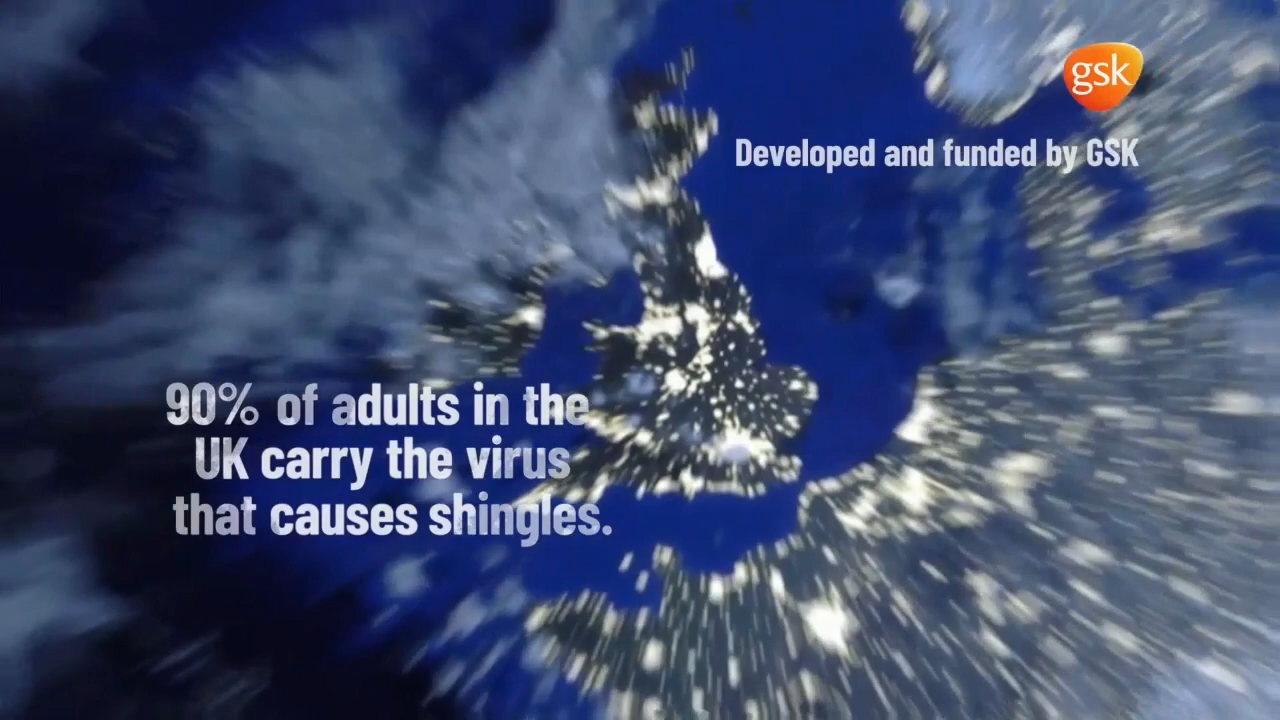 gsk
Developed and funded by GSK
90% of adults in the
UK carry the virus
that causes shingles.